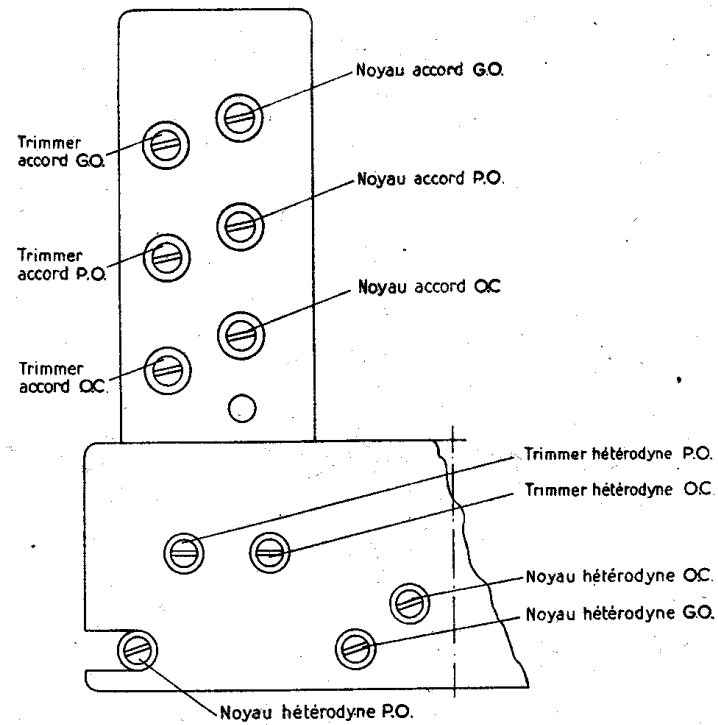 Noyau accord G.O.
Trimmer
accord G.O.
Noyau accord P.O.
Trimmer
accord P.O.
Noyau accord O.C
Trimmer
accord O.C.
Trimmer hétérodyne P.O.
Trimmer hétérodyne O.C.
Noyau hétérodyne O.C.
Noyau hétérodyne G.O.
Noyau hétérodyne P.O.